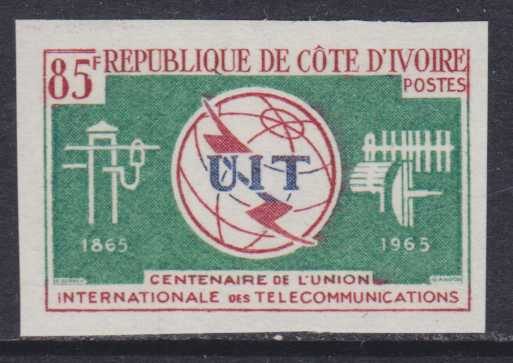 85F REPUBLIQUE DE CÔTE D'IVOIRE
POSTES
UIT
1865
1965
CENTENAIRE DE L'UNION
INTERNATIONALE DES TELECOMMUNICATIONS